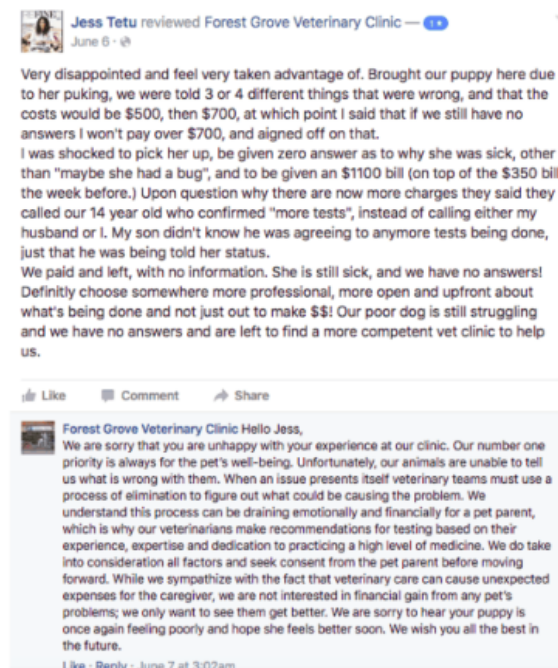 Jess Tetu reviewed Forest Grove Veterinary Clinic — 1★
June 6 ·
Very disappointed and feel very taken advantage of. Brought our puppy here due
to her puking, we were told 3 or 4 different things that were wrong, and that the
costs would be $500, then $700, at which point I said that if we still have no
answers I won't pay over $700, and aigned off on that.
I was shocked to pick her up, be given zero answer as to why she was sick, other
than "maybe she had a bug", and to be given an $1100 bill (on top of the $350 bill
the week before.) Upon question why there are now more charges they said they
called our 14 year old who confirmed "more tests", instead of calling either my
husband or I. My son didn't know he was agreeing to anymore tests being done,
just that he was being told her status.
We paid and left, with no information. She is still sick, and we have no answers!
Definitly choose somewhere more professional, more open and upfront about
what's being done and not just out to make $$! Our poor dog is still struggling
and we have no answers and are left to find a more competent vet clinic to help
us.
Like Comment Share
Forest Grove Veterinary Clinic Hello Jess,
We are sorry that you are unhappy with your experience at our clinic. Our number one
priority is always for the pet's well-being. Unfortunately, our animals are unable to tell
us what is wrong with them. When an issue presents itself veterinary teams must use a
process of elimination to figure out what could be causing the problem. We
understand this process can be draining emotionally and financially for a pet parent,
which is why our veterinarians make recommendations for testing based on their
experience, expertise and dedication to practicing a high level of medicine. We do take
into consideration all factors and seek consent from the pet parent before moving
forward. While we sympathize with the fact that veterinary care can cause unexpected
expenses for the caregiver, we are not interested in financial gain from any pet's
problems; we only want to see them get better. We are sorry to hear your puppy is
once again feeling poorly and hope she feels better soon. We wish you all the best in
the future.
Like · Reply · June 7 at 3:02am